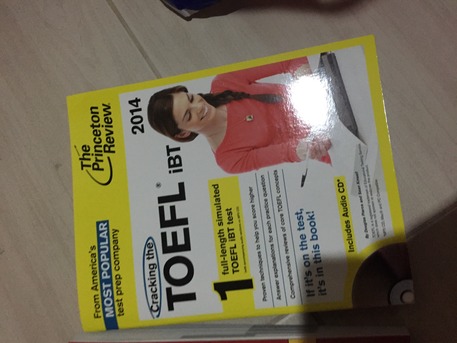 From America's
MOST POPULAR
test prep company
The
Princeton
Review
Cracking the
TOEFL®
iBT
2014
1 full-length simulated
TOEFL iBT test
Proven techniques to help you score higher
Answer explanations for each practice question
Comprehensive reviews of core TOEFL concepts
If it's on the test,
it's in this book!
Includes Audio CD*